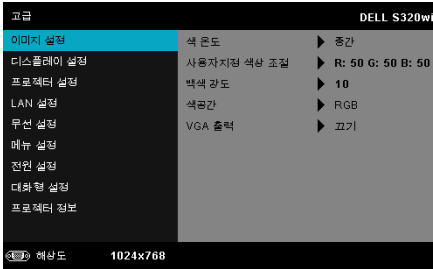 고급 DELL S320wi
이미지 설정 색 온도 중간
디스플레이 설정 사용자지정 색상 조절 R: 50 G: 50 B: 50
프로젝터 설정 백색 강도 10
LAN 설정 색공간 RGB
무선 설정 VGA 출력 끄기
메뉴 설정
전원 설정
대화형 설정
프로젝터 정보
해상도 1024x768